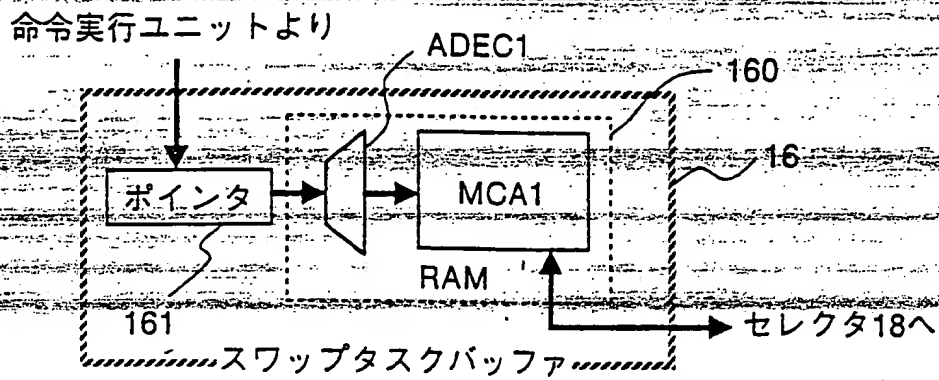 命令実行ユニットより
ADEC1
160
16
ポインタ
MCA1
RAM
161
セレクタ18へ
スワップタスクバッファ